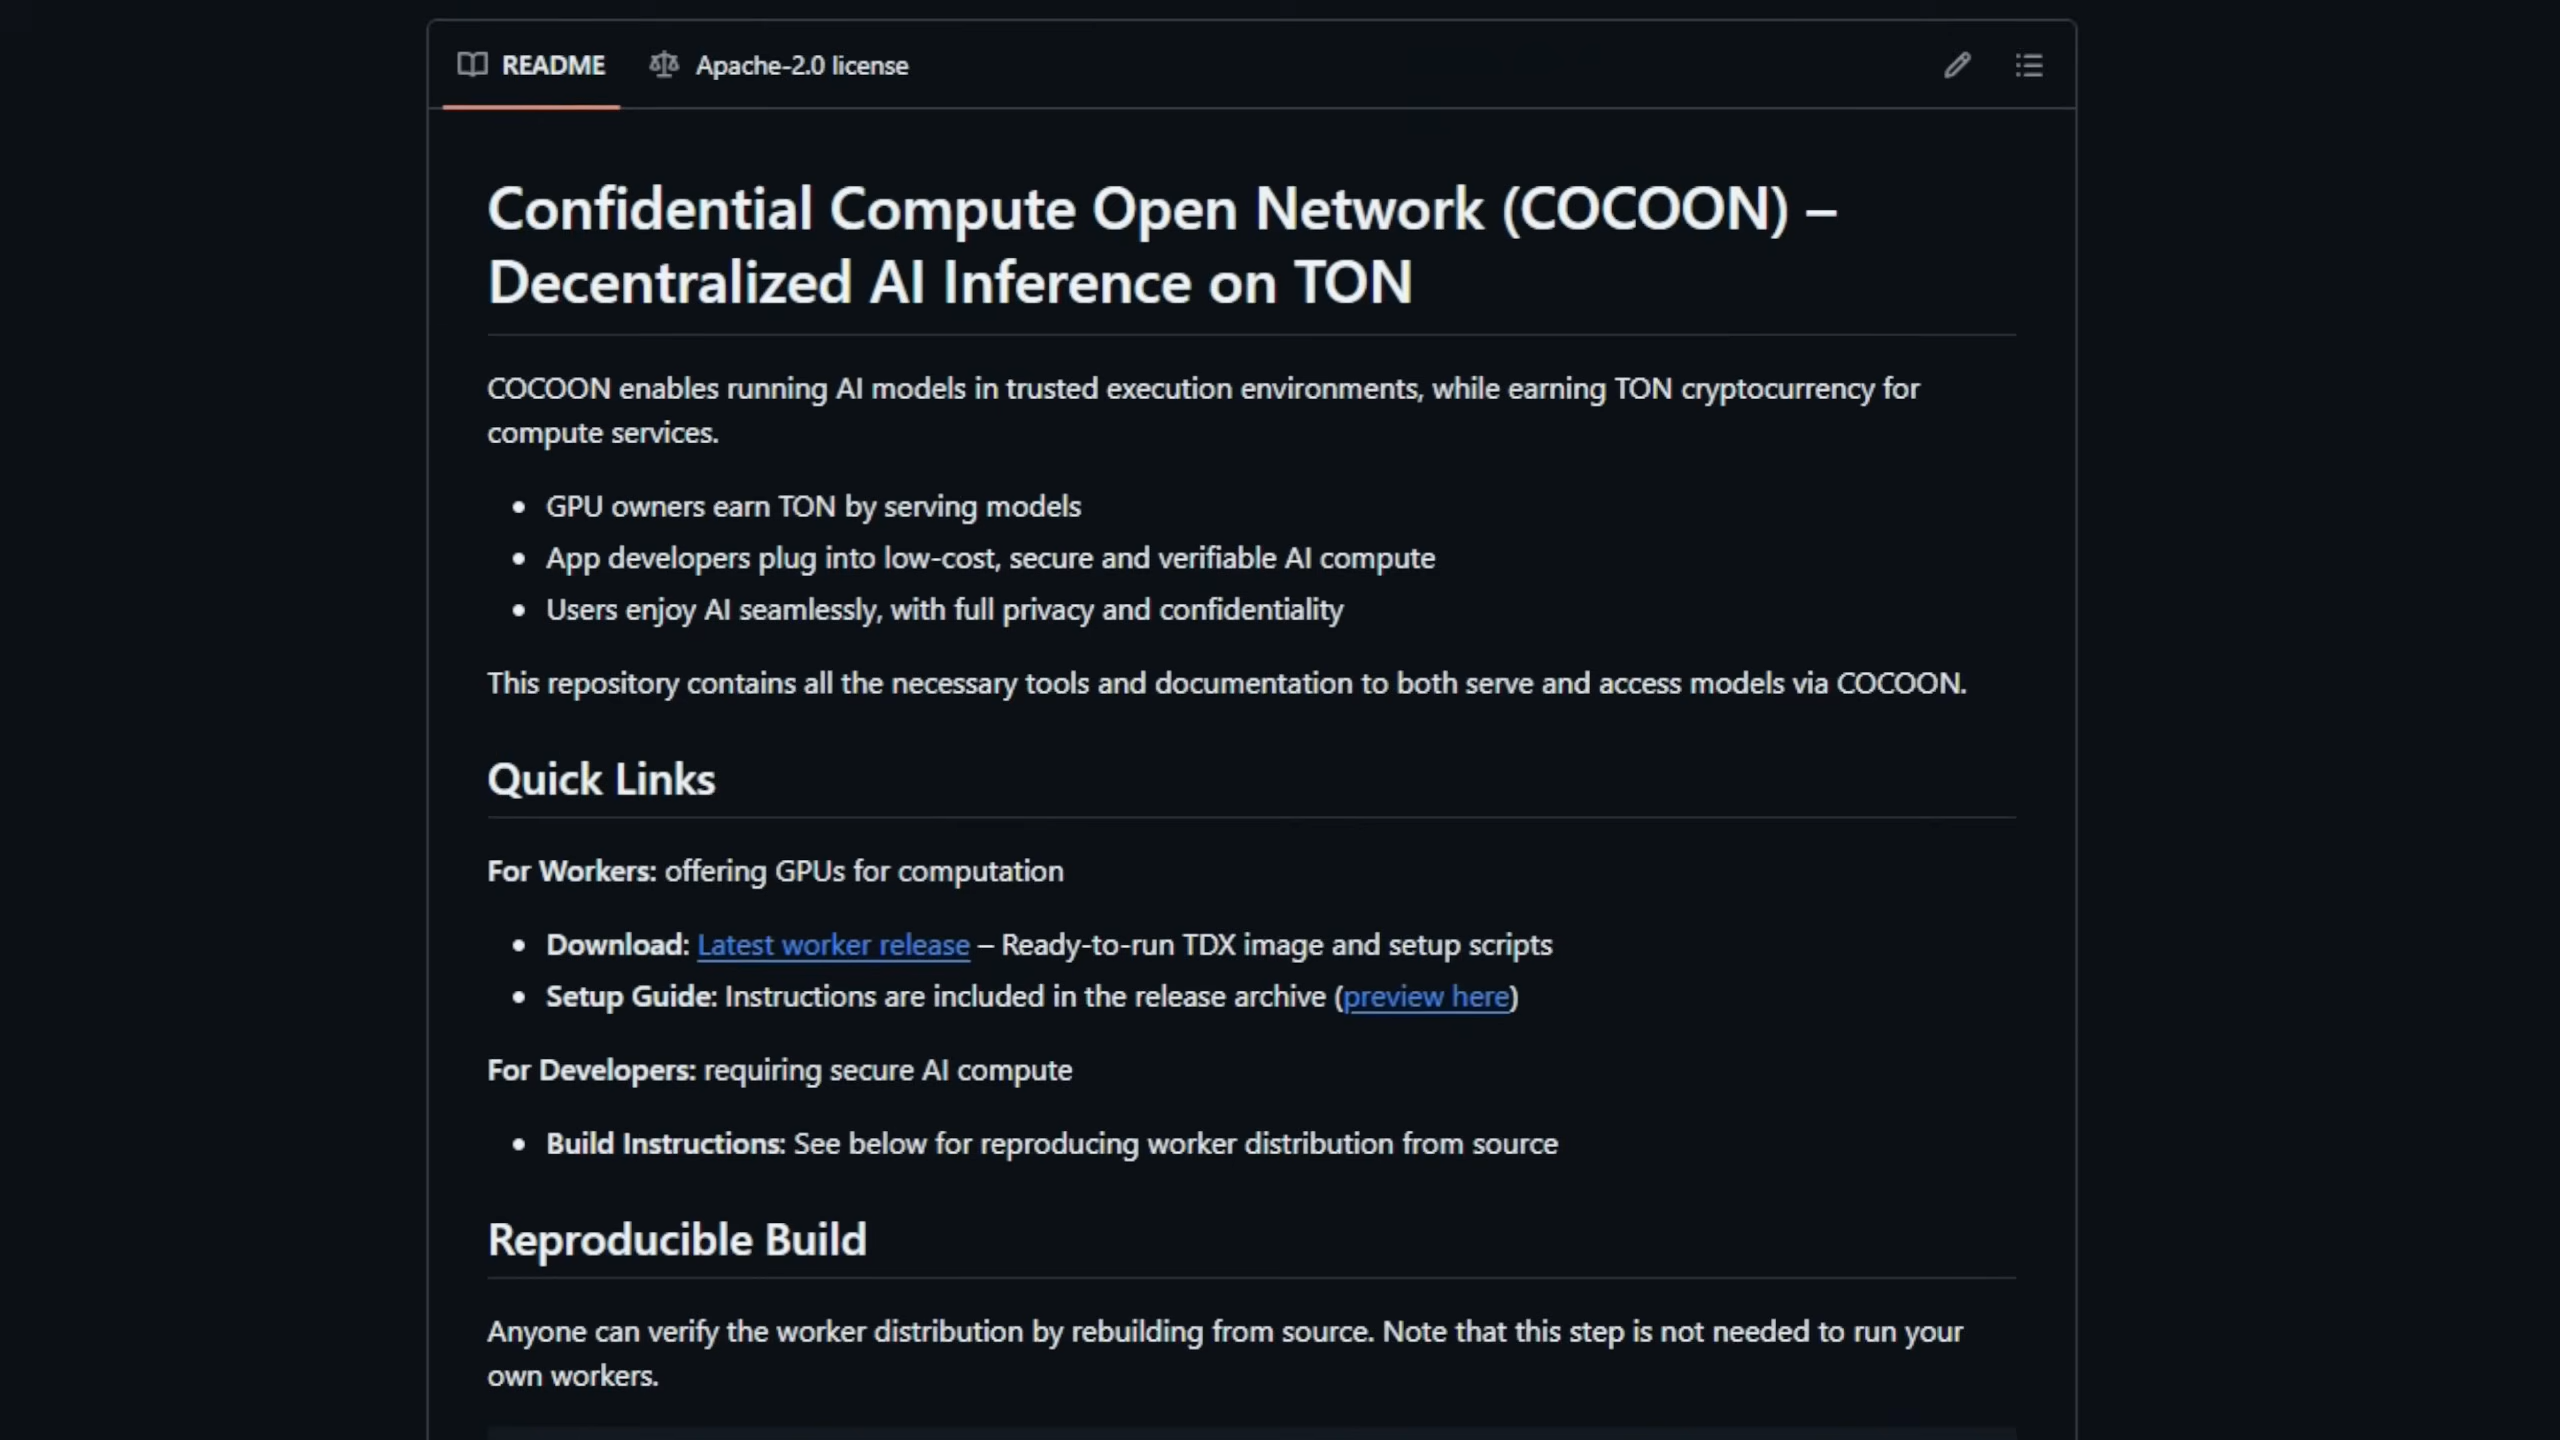 README Apache-2.0 license
Confidential Compute Open Network (COCOON) –
Decentralized AI Inference on TON
COCOON enables running AI models in trusted execution environments, while earning TON cryptocurrency for
compute services.
• GPU owners earn TON by serving models
• App developers plug into low-cost, secure and verifiable AI compute
• Users enjoy AI seamlessly, with full privacy and confidentiality
This repository contains all the necessary tools and documentation to both serve and access models via COCOON.
Quick Links
For Workers: offering GPUs for computation
• Download: Latest worker release – Ready-to-run TDX image and setup scripts
• Setup Guide: Instructions are included in the release archive (preview here)
For Developers: requiring secure AI compute
• Build Instructions: See below for reproducing worker distribution from source
Reproducible Build
Anyone can verify the worker distribution by rebuilding from source. Note that this step is not needed to run your
own workers.